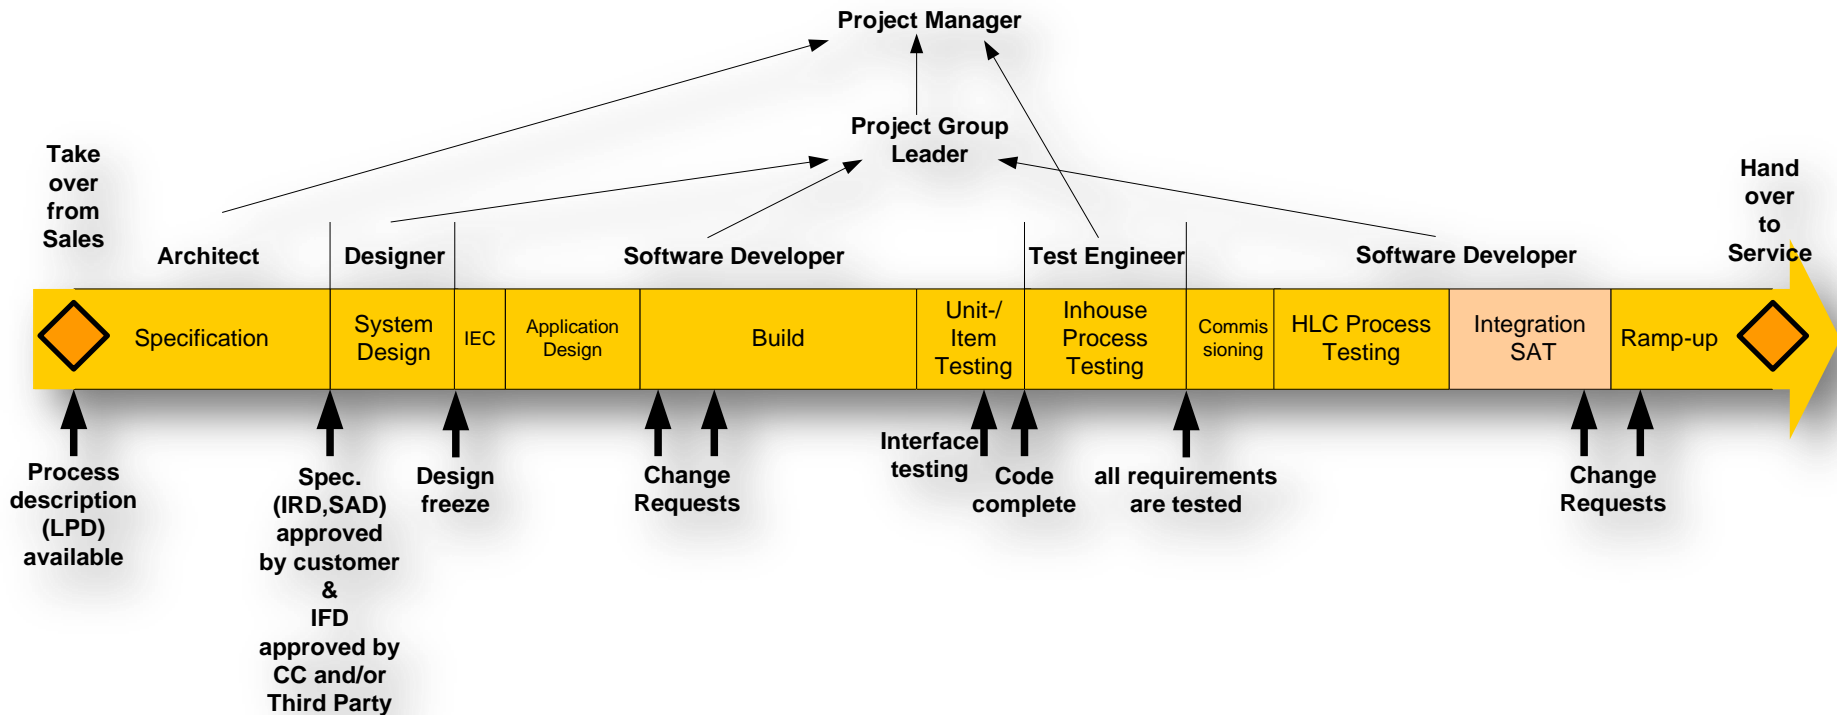 Project Manager
Project Group
Leader
Take
over
from
Sales
Hand
over
to
Service
Architect
Designer
Software Developer
Test Engineer
Software Developer
Specification
System
Design
IEC
Application
Design
Build
Unit-/
Item
Testing
Inhouse
Process
Testing
Commis
sioning
HLC Process
Testing
Integration
SAT
Ramp-up
Process
description
(LPD)
available
Spec.
(IRD,SAD)
approved
by customer
&
IFD
approved by
CC and/or
Third Party
Design
freeze
Change
Requests
Interface
testing
Code
complete
all requirements
are tested
Change
Requests